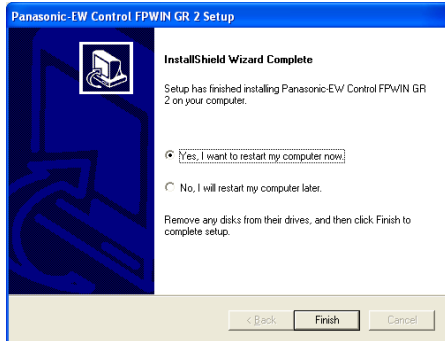 Panasonic-EW Control FPWIN GR 2 Setup
InstallShield Wizard Complete
Setup has finished installing Panasonic-EW Control FPWIN GR
2 on your computer.
Yes, I want to restart my computer now.
No, I will restart my computer later.
Remove any disks from their drives, and then click Finish to
complete setup.
< Back Finish Cancel